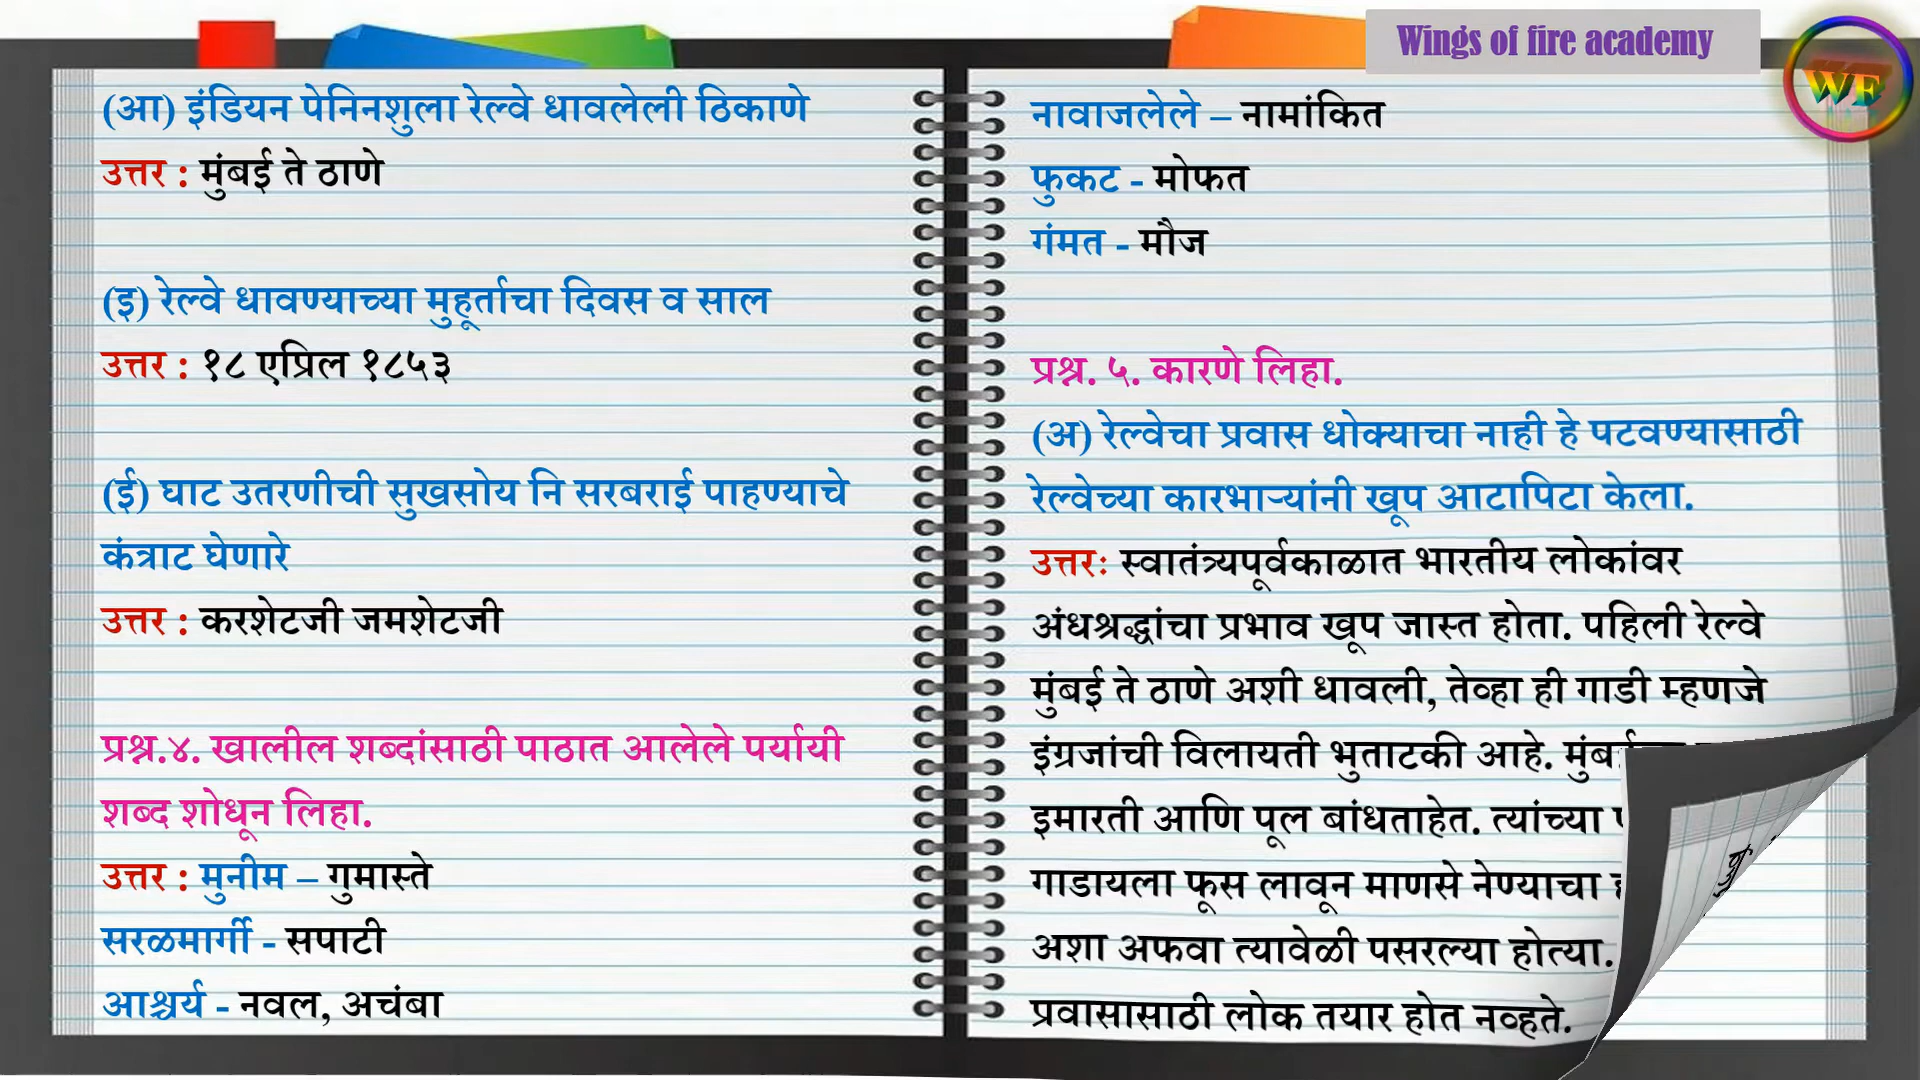 Wings of fire academy
WF
(आ) इंडियन पेनिनशुला रेल्वे धावलेली ठिकाणे
उत्तर : मुंबई ते ठाणे
(इ) रेल्वे धावण्याच्या मुहूर्ताचा दिवस व साल
उत्तर : १८ एप्रिल १८५३
(ई) घाट उतरणीची सुखसोय नि सरबराई पाहण्याचे
कंत्राट घेणारे
उत्तर : करशेटजी जमशेटजी
प्रश्न.४. खालील शब्दांसाठी पाठात आलेले पर्यायी
शब्द शोधून लिहा.
उत्तर : मुनीम – गुमास्ते
सरळमार्गी - सपाटी
आश्चर्य - नवल, अचंबा
नावाजलेले – नामांकित
फुकट - मोफत
गंमत - मौज
प्रश्न. ५. कारणे लिहा.
(अ) रेल्वेचा प्रवास धोक्याचा नाही हे पटवण्यासाठी
रेल्वेच्या कारभाऱ्यांनी खूप आटापिटा केला.
उत्तरः स्वातंत्र्यपूर्वकाळात भारतीय लोकांवर
अंधश्रद्धांचा प्रभाव खूप जास्त होता. पहिली रेल्वे
मुंबई ते ठाणे अशी धावली, तेव्हा ही गाडी म्हणजे
इंग्रजांची विलायती भुताटकी आहे.
इमारती आणि पूल बांधताहेत. त्यांच्या
गाडायला फूस लावून माणसे नेण्याचा
अशा अफवा त्यावेळी पसरल्या होत्या.
प्रवासासाठी लोक तयार होत नव्हते.